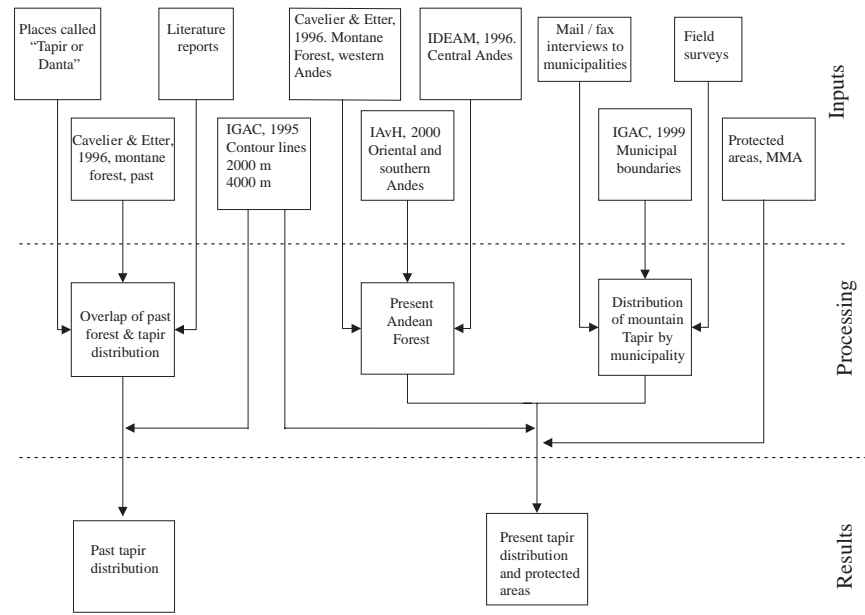 Places called
“Tapir or
Danta”
Literature
reports
Cavelier & Etter,
1996. Montane
Forest, western
Andes
IDEAM, 1996.
Central Andes
Mail / fax
interviews to
municipalities
Field
surveys
Inputs
Cavelier & Etter,
1996, montane
forest, past
IGAC, 1995
Contour lines
2000 m
4000 m
IAvH, 2000
Oriental and
southern
Andes
IGAC, 1999
Municipal
boundaries
Protected
areas, MMA
Overlap of past
forest & tapir
distribution
Present
Andean
Forest
Distribution
of mountain
Tapir by
municipality
Processing
Past tapir
distribution
Present tapir
distribution
and protected
areas
Results